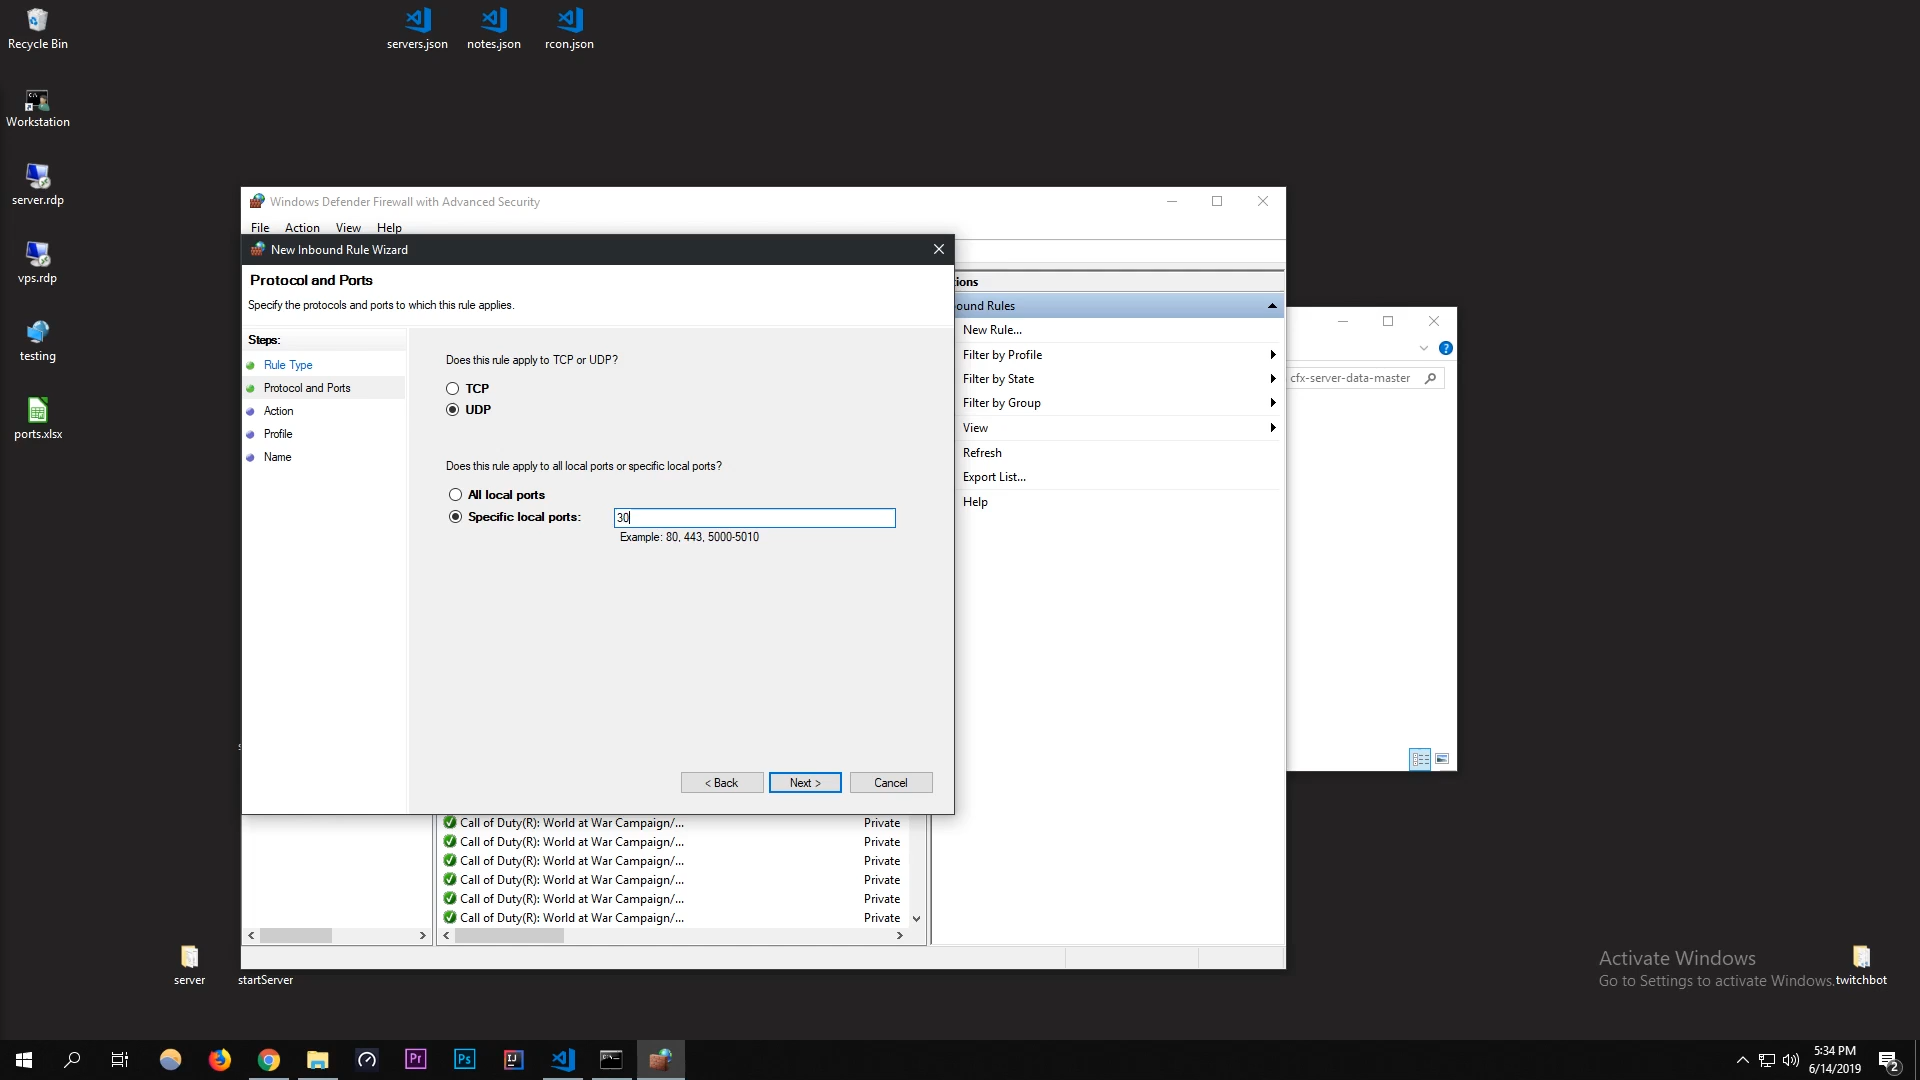 Recycle Bin
servers.json
notes.json
rcon.json
Workstation
server.rdp
vps.rdp
testing
ports.xlsx
Windows Defender Firewall with Advanced Security
File Action View Help
New Inbound Rule Wizard
Protocol and Ports
Specify the protocols and ports to which this rule applies.
Steps:
Rule Type
Protocol and Ports
Action
Profile
Name
Does this rule apply to TCP or UDP?
TCP
UDP
Does this rule apply to all local ports or specific local ports?
All local ports
Specific local ports:
30
Example: 80, 443, 5000-5010
< Back
Next >
Cancel
ions
ound Rules
New Rule...
Filter by Profile
Filter by State
Filter by Group
View
Refresh
Export List...
Help
cfx-server-data-master
Call of Duty(R): World at War Campaign/... Private
Call of Duty(R): World at War Campaign/... Private
Call of Duty(R): World at War Campaign/... Private
Call of Duty(R): World at War Campaign/... Private
Call of Duty(R): World at War Campaign/... Private
Call of Duty(R): World at War Campaign/... Private
server
startServer
Activate Windows
Go to Settings to activate Windows.
twitchbot
Pr
Ps
IJ
5:34 PM
6/14/2019
2